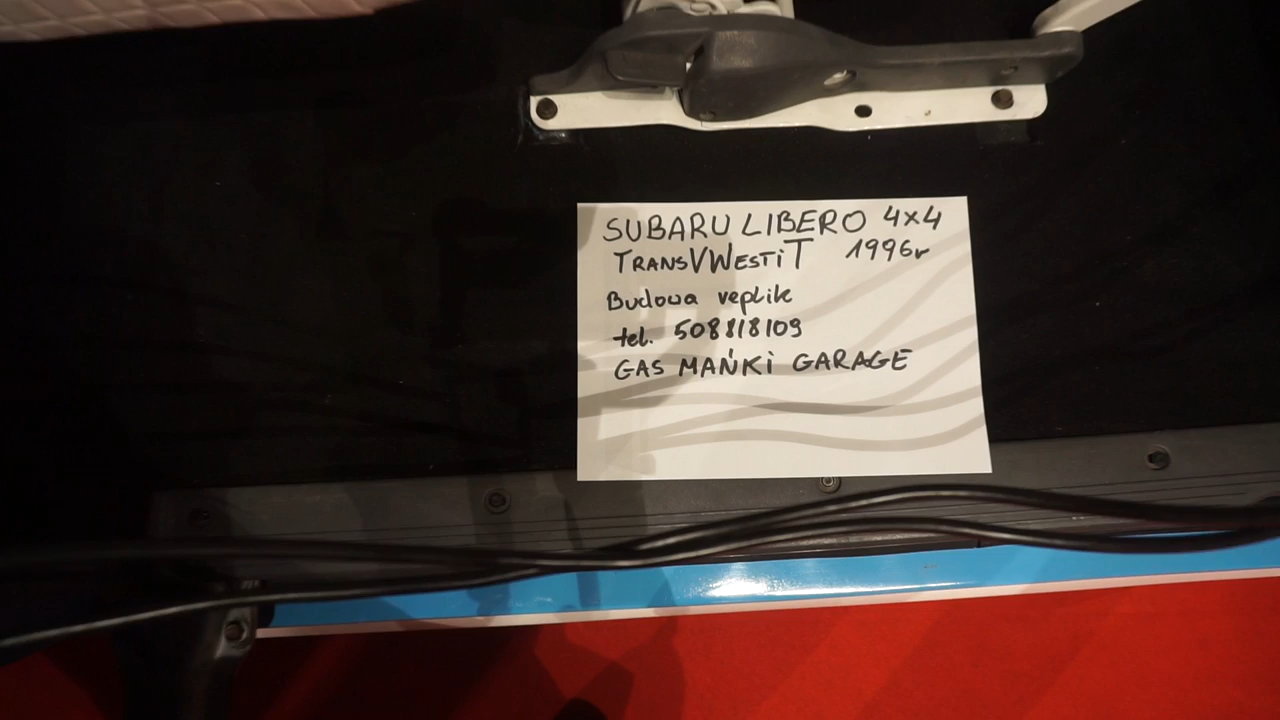 SUBARU LIBERO 4x4
TRANSVWESTiT 1996r
Budowa replik
tel. 508818109
GAS MAŃKi GARAGE